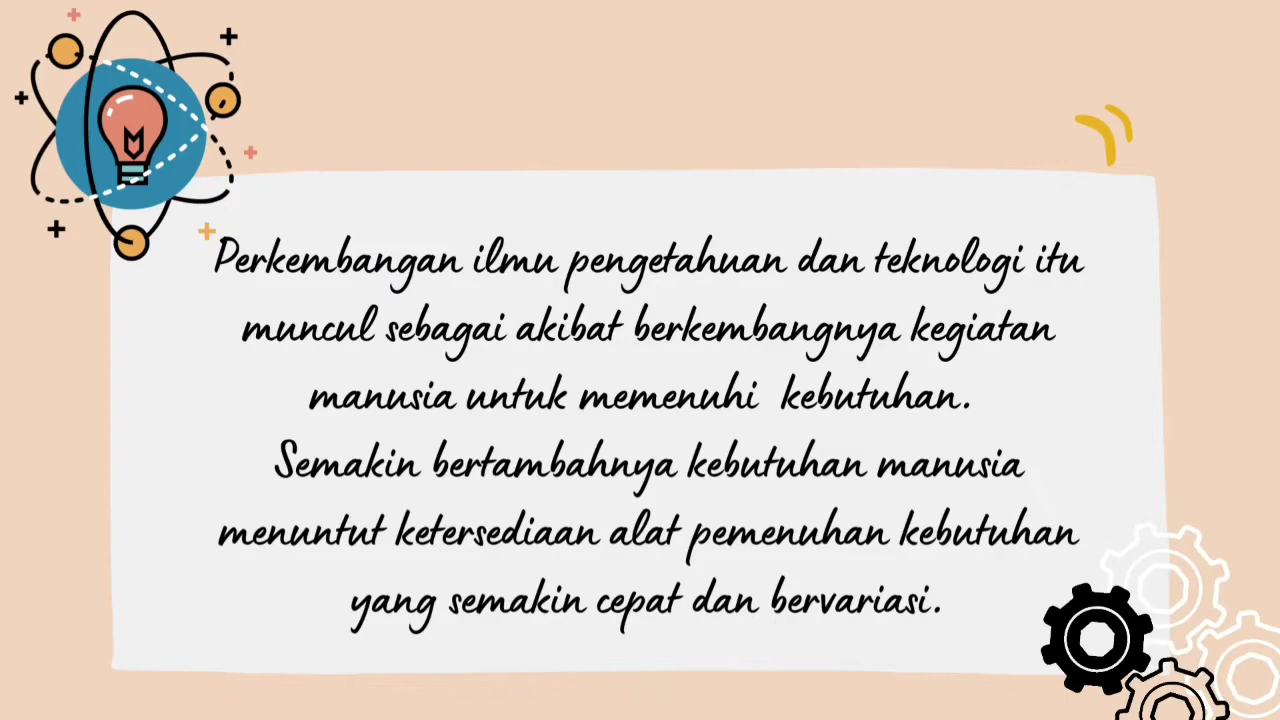 Perkembangan ilmu pengetahuan dan teknologi itu
muncul sebagai akibat berkembangnya kegiatan
manusia untuk memenuhi kebutuhan.
Semakin bertambahnya kebutuhan manusia
menuntut ketersediaan alat pemenuhan kebutuhan
yang semakin cepat dan bervariasi.